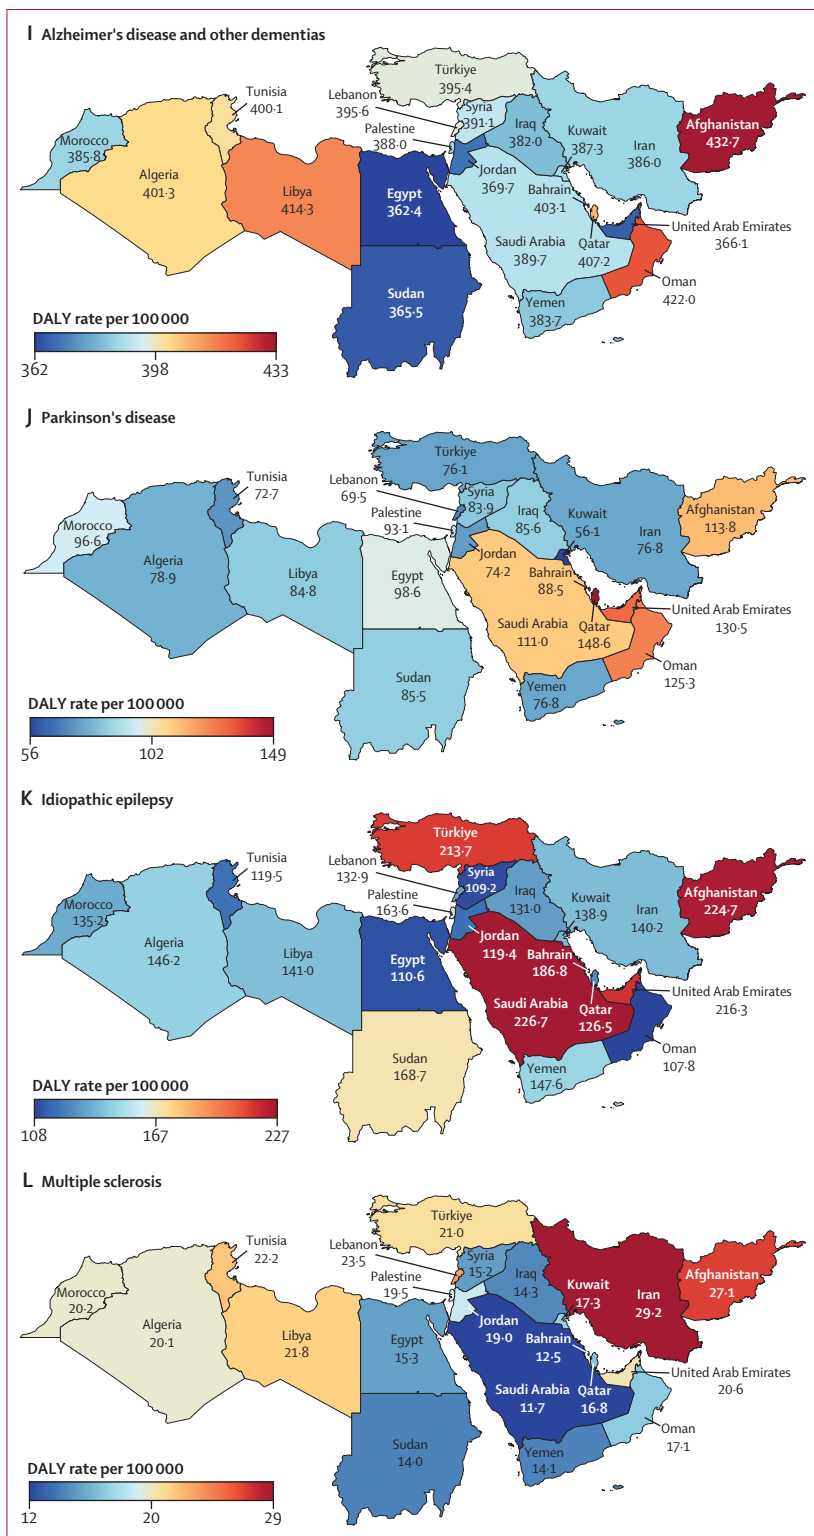 I Alzheimer's disease and other dementias
Türkiye
395·4
Tunisia
400·1
Lebanon
395·6
Syria
391·1
Palestine
388·0
Iraq
382·0
Kuwait
387·3
Iran
386·0
Afghanistan
432·7
Morocco
385·8
Algeria
401·3
Libya
414·3
Egypt
362·4
Jordan
369·7
Bahrain
403·1
Saudi Arabia
389·7
Qatar
407·2
United Arab Emirates
366·1
Oman
422·0
Sudan
365·5
Yemen
383·7
DALY rate per 100 000
362
398
433
J Parkinson's disease
Türkiye
76·1
Tunisia
72·7
Lebanon
69·5
Syria
83·9
Palestine
93·1
Iraq
85·6
Kuwait
56·1
Iran
76·8
Afghanistan
113·8
Morocco
96·6
Algeria
78·9
Libya
84·8
Egypt
98·6
Jordan
74·2
Bahrain
88·5
Saudi Arabia
111·0
Qatar
148·6
United Arab Emirates
130·5
Oman
125·3
Sudan
85·5
Yemen
76·8
DALY rate per 100 000
56
102
149
K Idiopathic epilepsy
Türkiye
213·7
Tunisia
119·5
Lebanon
132·9
Syria
109·2
Palestine
163·6
Iraq
131·0
Kuwait
138·9
Iran
140·2
Afghanistan
224·7
Morocco
135·2
Algeria
146·2
Libya
141·0
Egypt
110·6
Jordan
119·4
Bahrain
186·8
Saudi Arabia
226·7
Qatar
126·5
United Arab Emirates
216·3
Oman
107·8
Sudan
168·7
Yemen
147·6
DALY rate per 100 000
108
167
227
L Multiple sclerosis
Türkiye
21·0
Tunisia
22·2
Lebanon
23·5
Syria
15·2
Palestine
19·5
Iraq
14·3
Kuwait
17·3
Iran
29·2
Afghanistan
27·1
Morocco
20·2
Algeria
20·1
Libya
21·8
Egypt
15·3
Jordan
19·0
Bahrain
12·5
Saudi Arabia
11·7
Qatar
16·8
United Arab Emirates
20·6
Oman
17·1
Sudan
14·0
Yemen
14·1
DALY rate per 100 000
12
20
29